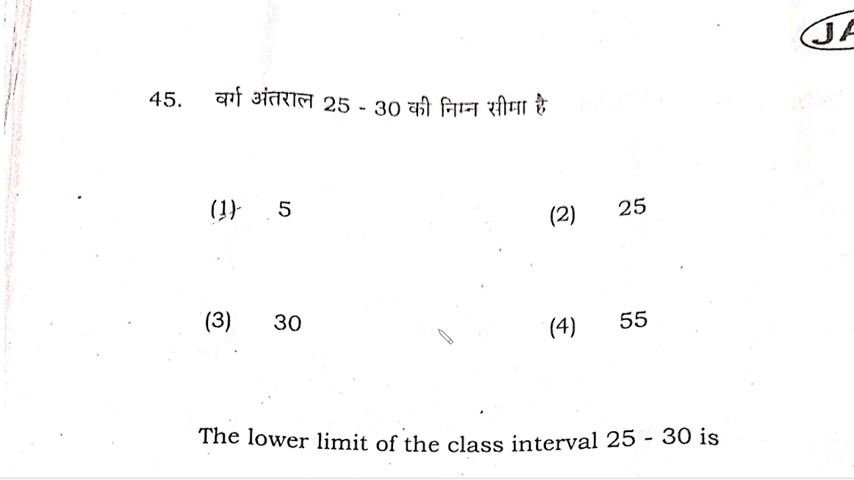 JA
45. वर्ग अंतराल 25 - 30 की निम्न सीमा है
(1) 5
(2) 25
(3) 30
(4) 55
The lower limit of the class interval 25 - 30 is